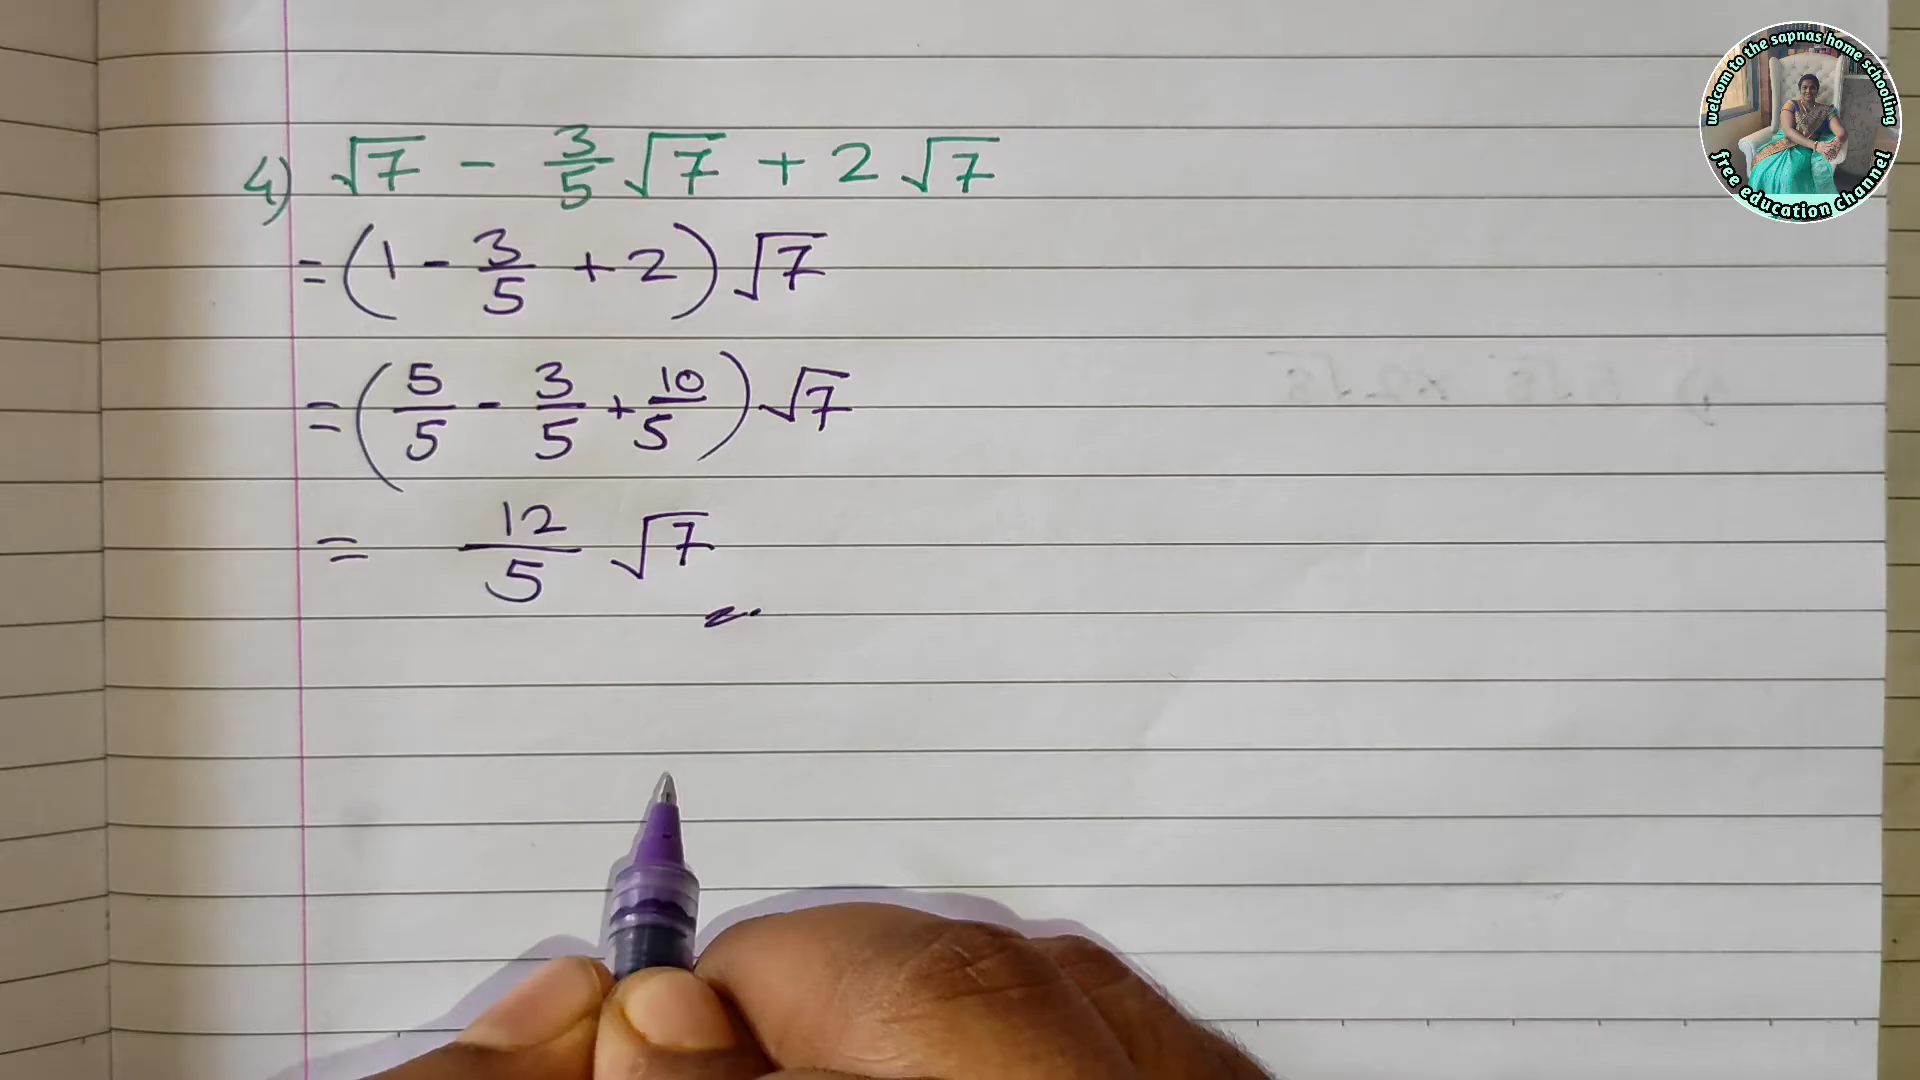 4) √7 - 3/5 √7 + 2 √7
= (1 - 3/5 + 2) √7
= (5/5 - 3/5 + 10/5) √7
= 12/5 √7
welcom to the sapnas home schooling
free education channel